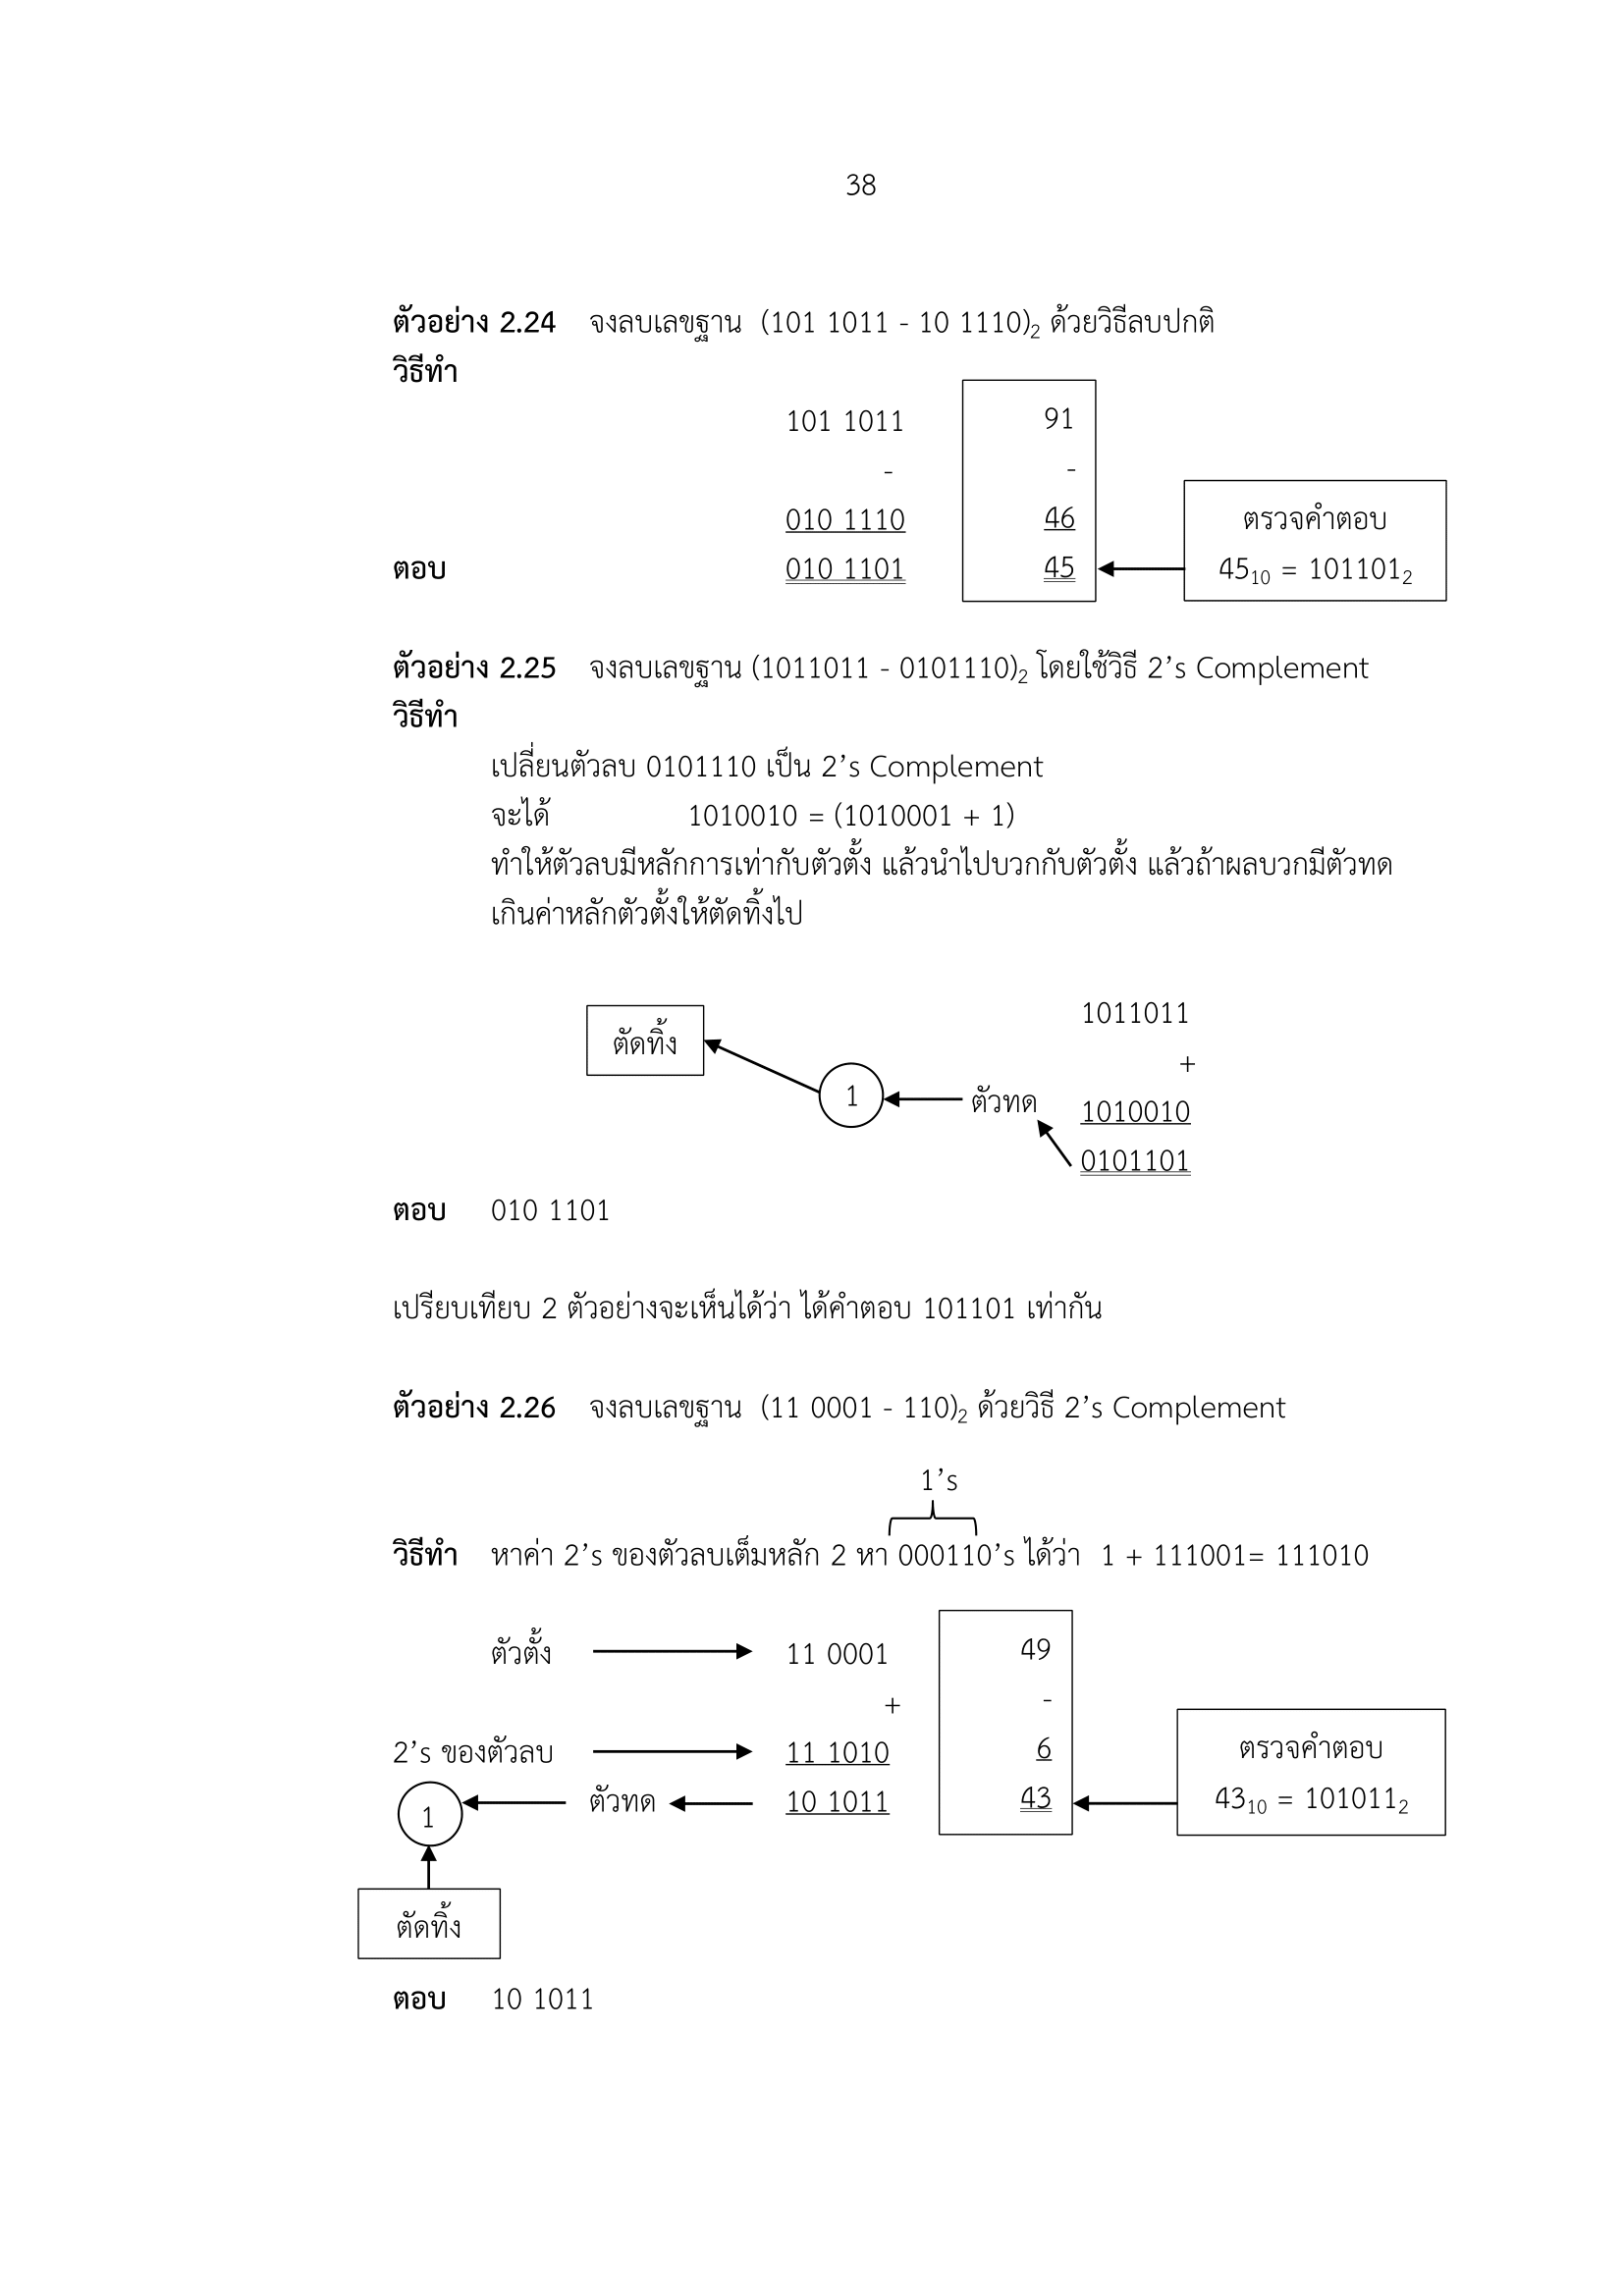 38
ตัวอย่าง 2.24 จงลบเลขฐาน (101 1011 - 10 1110)₂ ด้วยวิธีลบปกติ
วิธีทำ
101 1011 91
- -
010 1110 46 ตรวจคำตอบ
ตอบ 010 1101 45 45₁₀ = 101101₂
ตัวอย่าง 2.25 จงลบเลขฐาน (1011011 - 0101110)₂ โดยใช้วิธี 2’s Complement
วิธีทำ
เปลี่ยนตัวลบ 0101110 เป็น 2’s Complement
จะได้ 1010010 = (1010001 + 1)
ทำให้ตัวลบมีหลักการเท่ากับตัวตั้ง แล้วนำไปบวกกับตัวตั้ง แล้วถ้าผลบวกมีตัวทด
เกินค่าหลักตัวตั้งให้ตัดทิ้งไป
1011011
ตัดทิ้ง
+
1 ตัวทด 1010010
0101101
ตอบ 010 1101
เปรียบเทียบ 2 ตัวอย่างจะเห็นได้ว่า ได้คำตอบ 101101 เท่ากัน
ตัวอย่าง 2.26 จงลบเลขฐาน (11 0001 - 110)₂ ด้วยวิธี 2’s Complement
1’s
วิธีทำ หาค่า 2’s ของตัวลบเต็มหลัก 2 หา 000110’s ได้ว่า 1 + 111001= 111010
ตัวตั้ง 11 0001 49
+ -
2’s ของตัวลบ 11 1010 6 ตรวจคำตอบ
1 ตัวทด 10 1011 43 43₁₀ = 101011₂
ตัดทิ้ง
ตอบ 10 1011